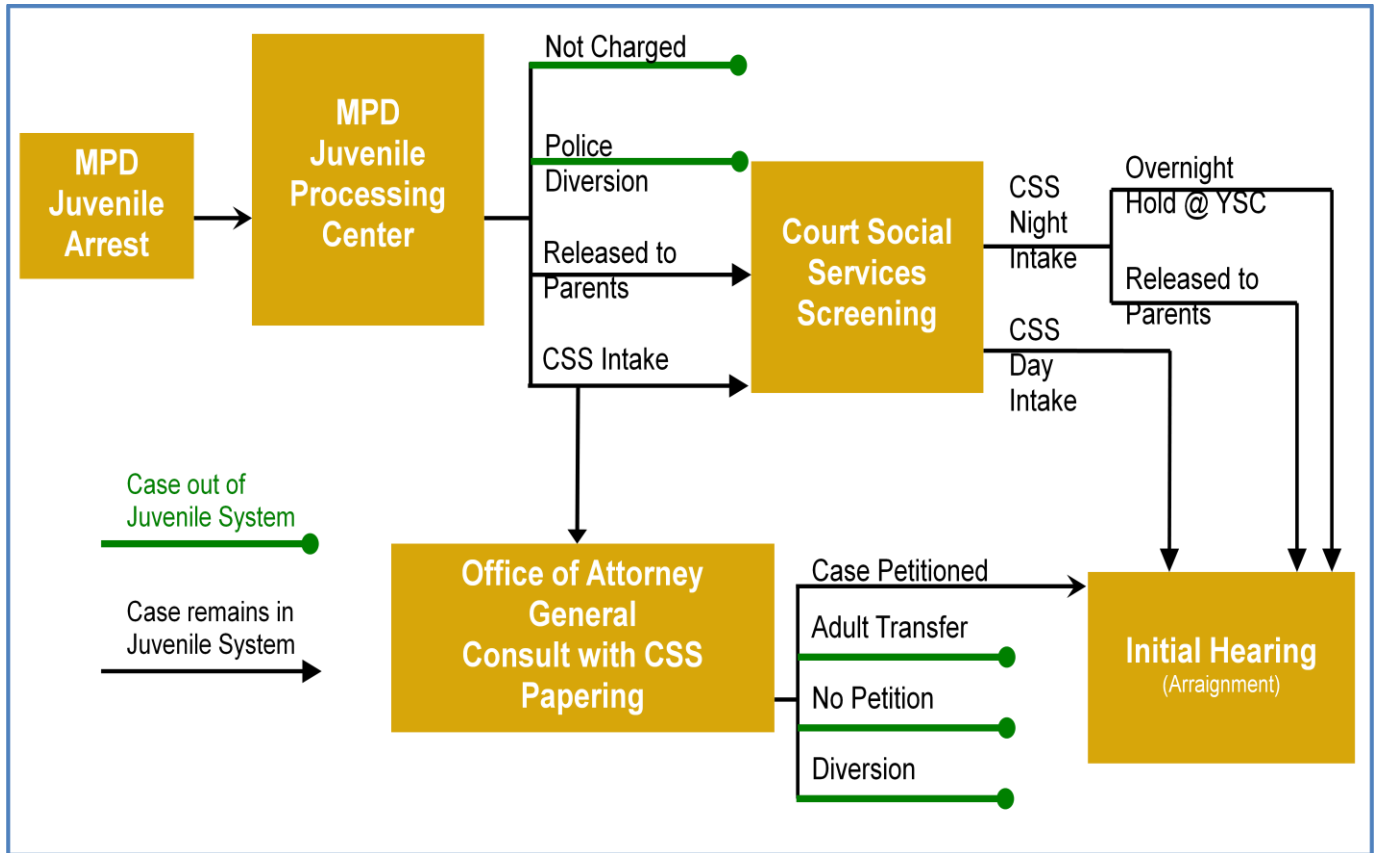 MPD
Juvenile
Arrest
MPD
Juvenile
Processing
Center
Not Charged
Police
Diversion
Released to
Parents
CSS Intake
Court Social
Services
Screening
CSS
Night
Intake
Overnight
Hold @ YSC
Released to
Parents
CSS
Day
Intake
Case out of
Juvenile System
Case remains in
Juvenile System
Office of Attorney
General
Consult with CSS
Papering
Case Petitioned
Adult Transfer
No Petition
Diversion
Initial Hearing
(Arraignment)